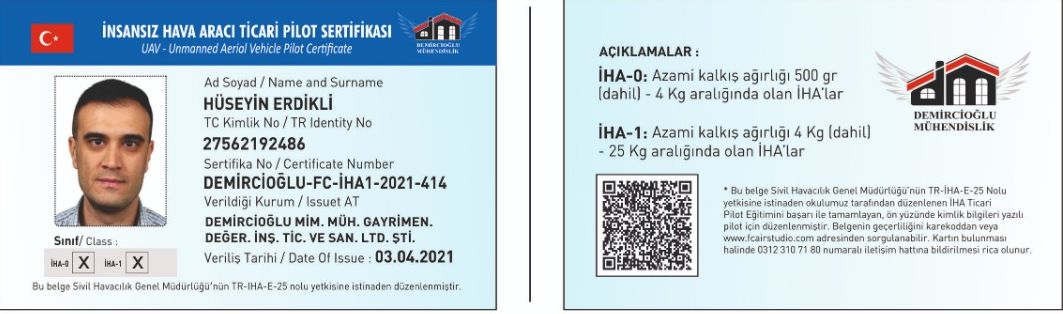 İNSANSIZ HAVA ARACI TİCARİ PİLOT SERTİFİKASI
UAV - Unmanned Aerial Vehicle Pilot Certificate
DEMİRCİOĞLU
MÜHENDİSLİK
Ad Soyad / Name and Surname
HÜSEYİN ERDİKLİ
TC Kimlik No / TR Identity No
27562192486
Sertifika No / Certificate Number
DEMİRCİOĞLU-FC-İHA1-2021-414
Verildiği Kurum / Issuet AT
DEMİRCİOĞLU MİM. MÜH. GAYRİMEN.
DEĞER. İNŞ. TİC. VE SAN. LTD. ŞTİ.
Veriliş Tarihi / Date Of Issue : 03.04.2021
Sınıf/ Class :
İHA-0 X İHA-1 X
Bu belge Sivil Havacılık Genel Müdürlüğü'nün TR-IHA-E-25 nolu yetkisine istinaden düzenlenmiştir.
AÇIKLAMALAR :
İHA-0: Azami kalkış ağırlığı 500 gr
(dahil) - 4 Kg aralığında olan İHA'lar
İHA-1: Azami kalkış ağırlığı 4 Kg (dahil)
- 25 Kg aralığında olan İHA'lar
DEMİRCİOĞLU
MÜHENDİSLİK
* Bu belge Sivil Havacılık Genel Müdürlüğü'nün TR-İHA-E-25 Nolu
yetkisine istinaden okulumuz tarafından düzenlenen İHA Ticari
Pilot Eğitimini başarı ile tamamlayan, ön yüzünde kimlik bilgileri yazılı
pilot için düzenlenmiştir. Belgenin geçerliliğini karekoddan veya
www.fcairstudio.com adresinden sorgulanabilir. Kartın bulunması
halinde 0312 310 71 80 numaralı iletişim hattına bildirilmesi rica olunur.